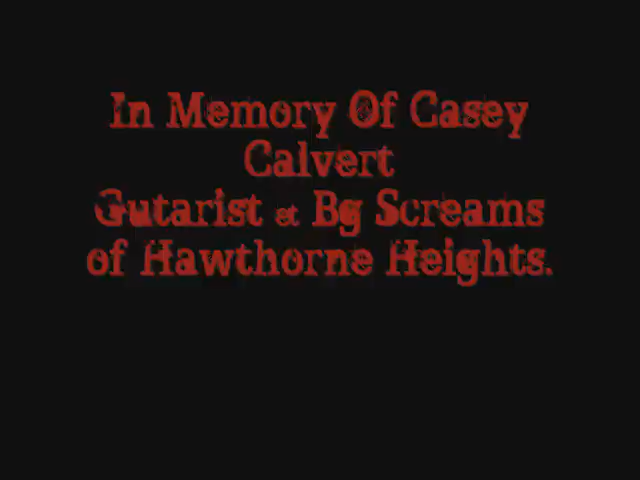 In Memory Of Casey
Calvert
Gutarist et Bg Screams
of Hawthorne Heights.